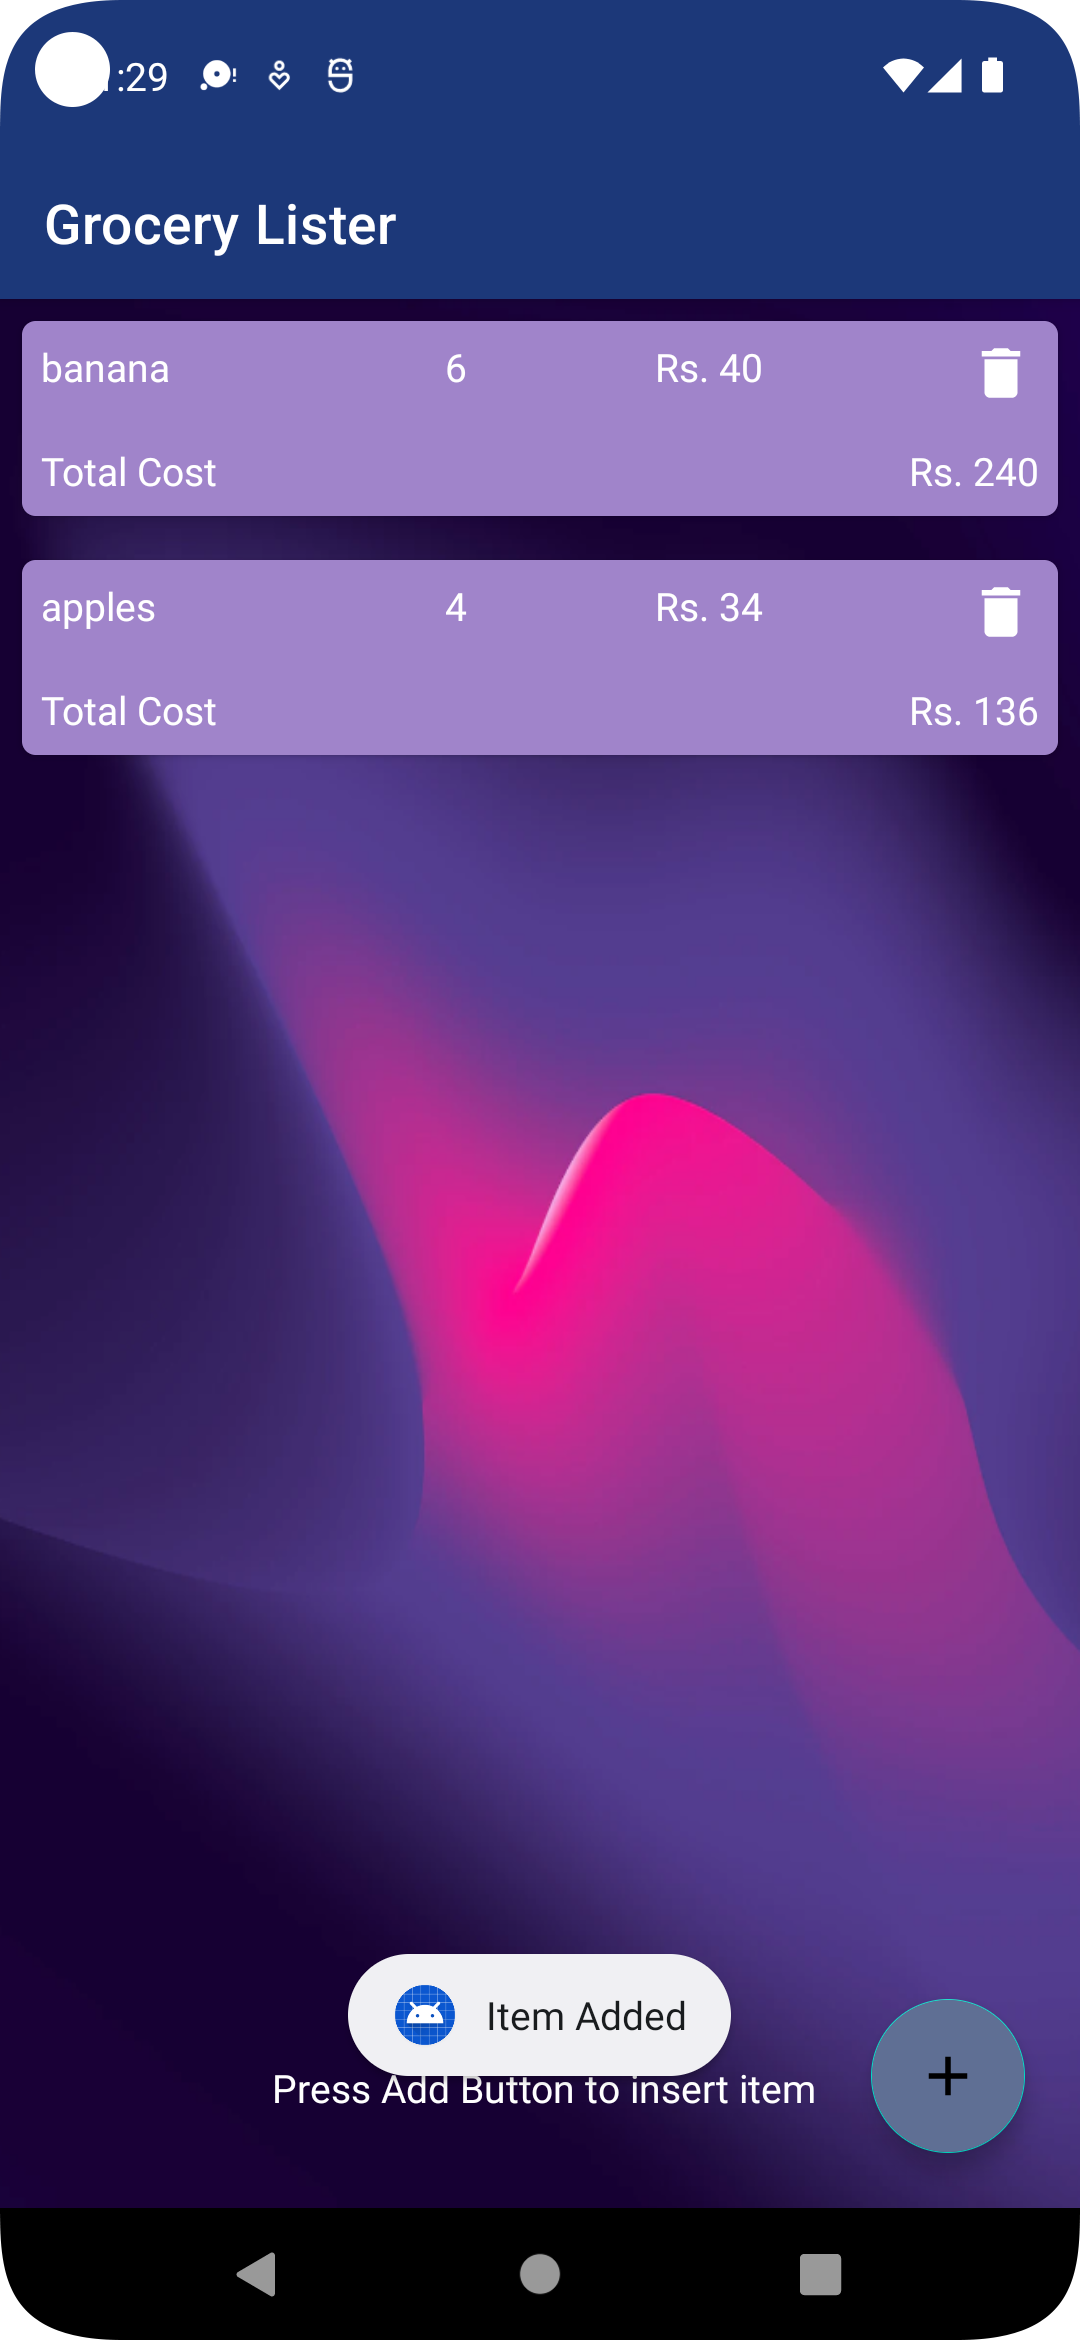 :29
Grocery Lister
banana 6 Rs. 40
Total Cost Rs. 240
apples 4 Rs. 34
Total Cost Rs. 136
Item Added
Press Add Button to insert item